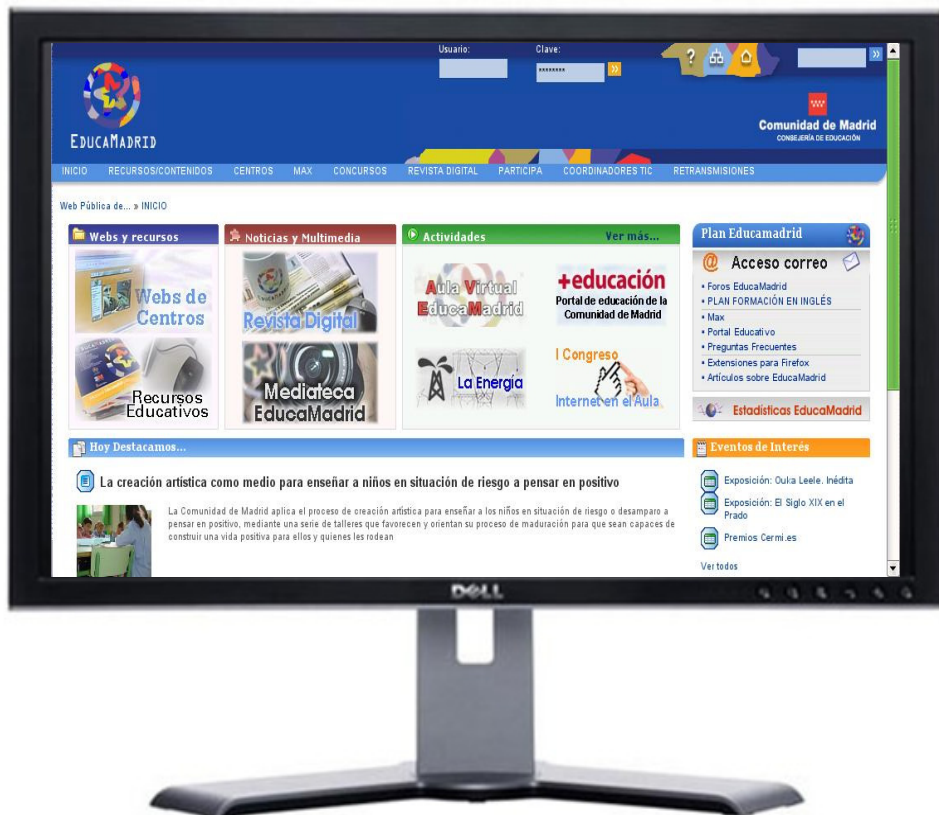 Usuario:
Clave:
********
?
EDUCAMADRID
Comunidad de Madrid
CONSEJERÍA DE EDUCACIÓN
INICIO RECURSOS/CONTENIDOS CENTROS MAX CONCURSOS REVISTA DIGITAL PARTICIPA COORDINADORES TIC RETRANSMISIONES
Web Pública de... » INICIO
Webs y recursos
Webs de
Centros
Recursos
Educativos
Noticias y Multimedia
Revista Digital
Mediateca
EducaMadrid
Actividades Ver más...
Aula Virtual
EducaMadrid
+educación
Portal de educación de la
Comunidad de Madrid
La Energía
I Congreso
Internet en el Aula
Plan Educamadrid
@ Acceso correo
• Foros EducaMadrid
• PLAN FORMACIÓN EN INGLÉS
• Max
• Portal Educativo
• Preguntas Frecuentes
• Extensiones para Firefox
• Artículos sobre EducaMadrid
Estadísticas EducaMadrid
Hoy Destacamos...
La creación artística como medio para enseñar a niños en situación de riesgo a pensar en positivo
La Comunidad de Madrid aplica el proceso de creación artística para enseñar a los niños en situación de riesgo o desamparo a
pensar en positivo, mediante una serie de talleres que favorecen y orientan su proceso de maduración para que sean capaces de
construir una vida positiva para ellos y quienes les rodean
Eventos de Interés
Exposición: Ouka Leele. Inédita
Exposición: El Siglo XIX en el
Prado
Premios Cermi.es
Ver todos
DELL